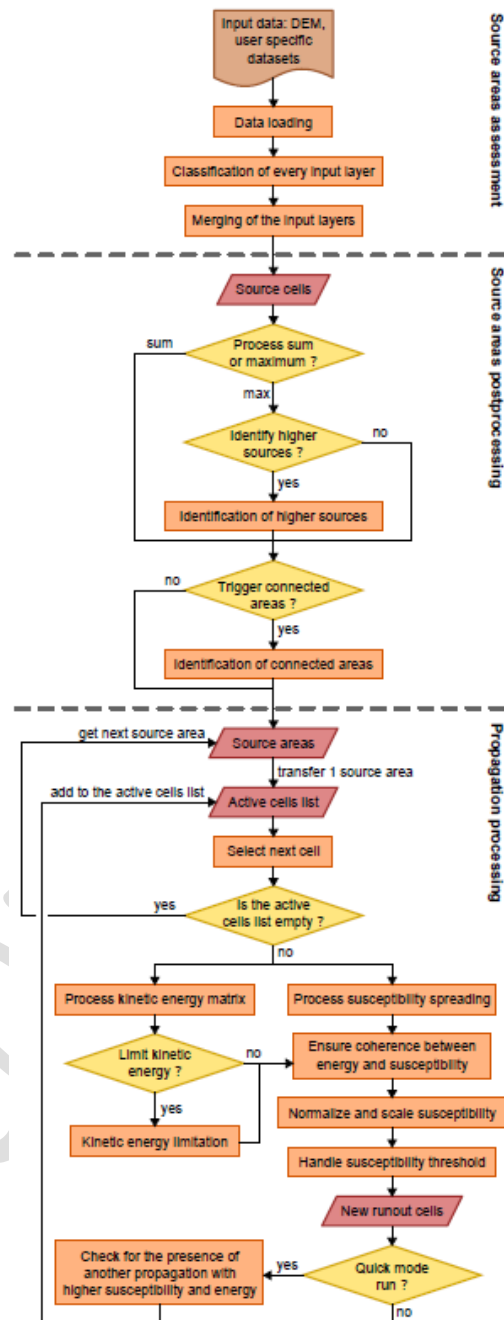 Source areas assessment
Input data: DEM,
user specific
datasets
Data loading
Classification of every input layer
Merging of the input layers
Source areas postprocessing
Source cells
sum
Process sum
or maximum ?
max
Identify higher
sources ?
no
yes
Identification of higher sources
no
Trigger connected
areas ?
yes
Identification of connected areas
Propagation processing
get next source area
Source areas
transfer 1 source area
add to the active cells list
Active cells list
Select next cell
yes
Is the active
cells list empty ?
no
Process kinetic energy matrix
Process susceptibility spreading
Limit kinetic
energy ?
no
Ensure coherence between
energy and susceptibility
yes
Kinetic energy limitation
Normalize and scale susceptibility
Handle susceptibility threshold
New runout cells
Check for the presence of
another propagation with
higher susceptibility and energy
yes
Quick mode
run ?
no